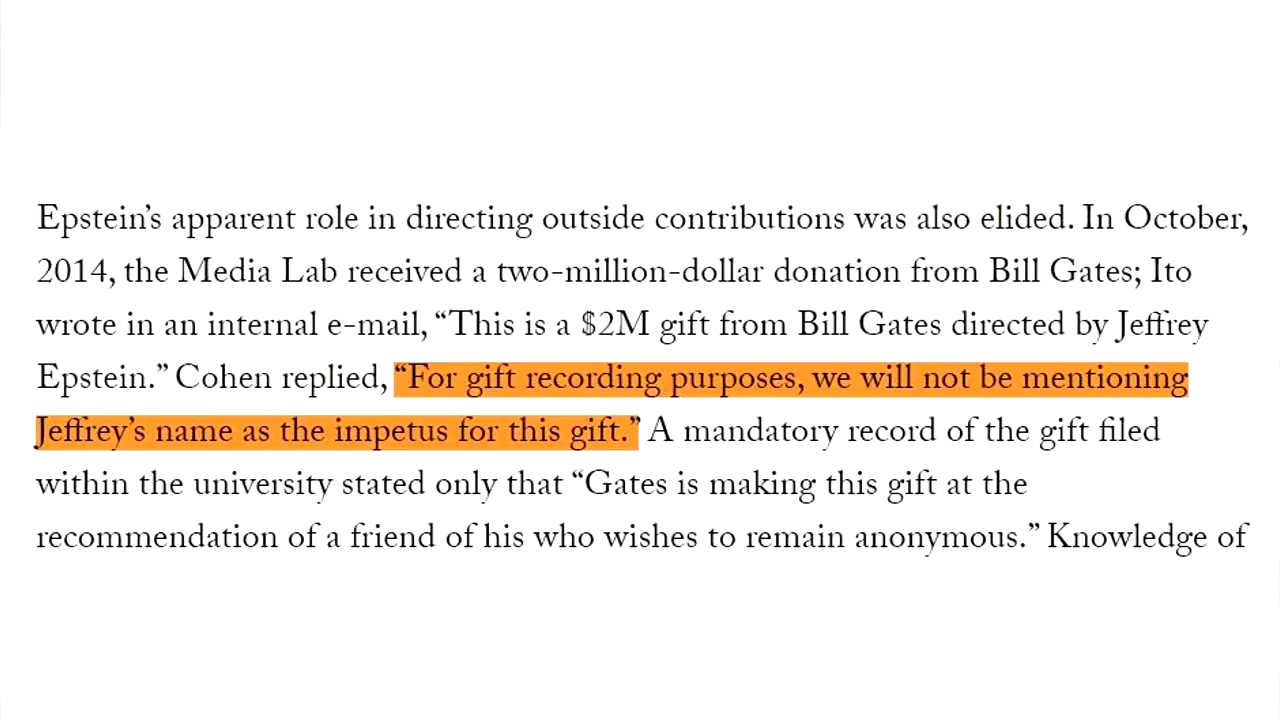 Epstein’s apparent role in directing outside contributions was also elided. In October,
2014, the Media Lab received a two-million-dollar donation from Bill Gates; Ito
wrote in an internal e-mail, “This is a $2M gift from Bill Gates directed by Jeffrey
Epstein.” Cohen replied, “For gift recording purposes, we will not be mentioning
Jeffrey’s name as the impetus for this gift.” A mandatory record of the gift filed
within the university stated only that “Gates is making this gift at the
recommendation of a friend of his who wishes to remain anonymous.” Knowledge of